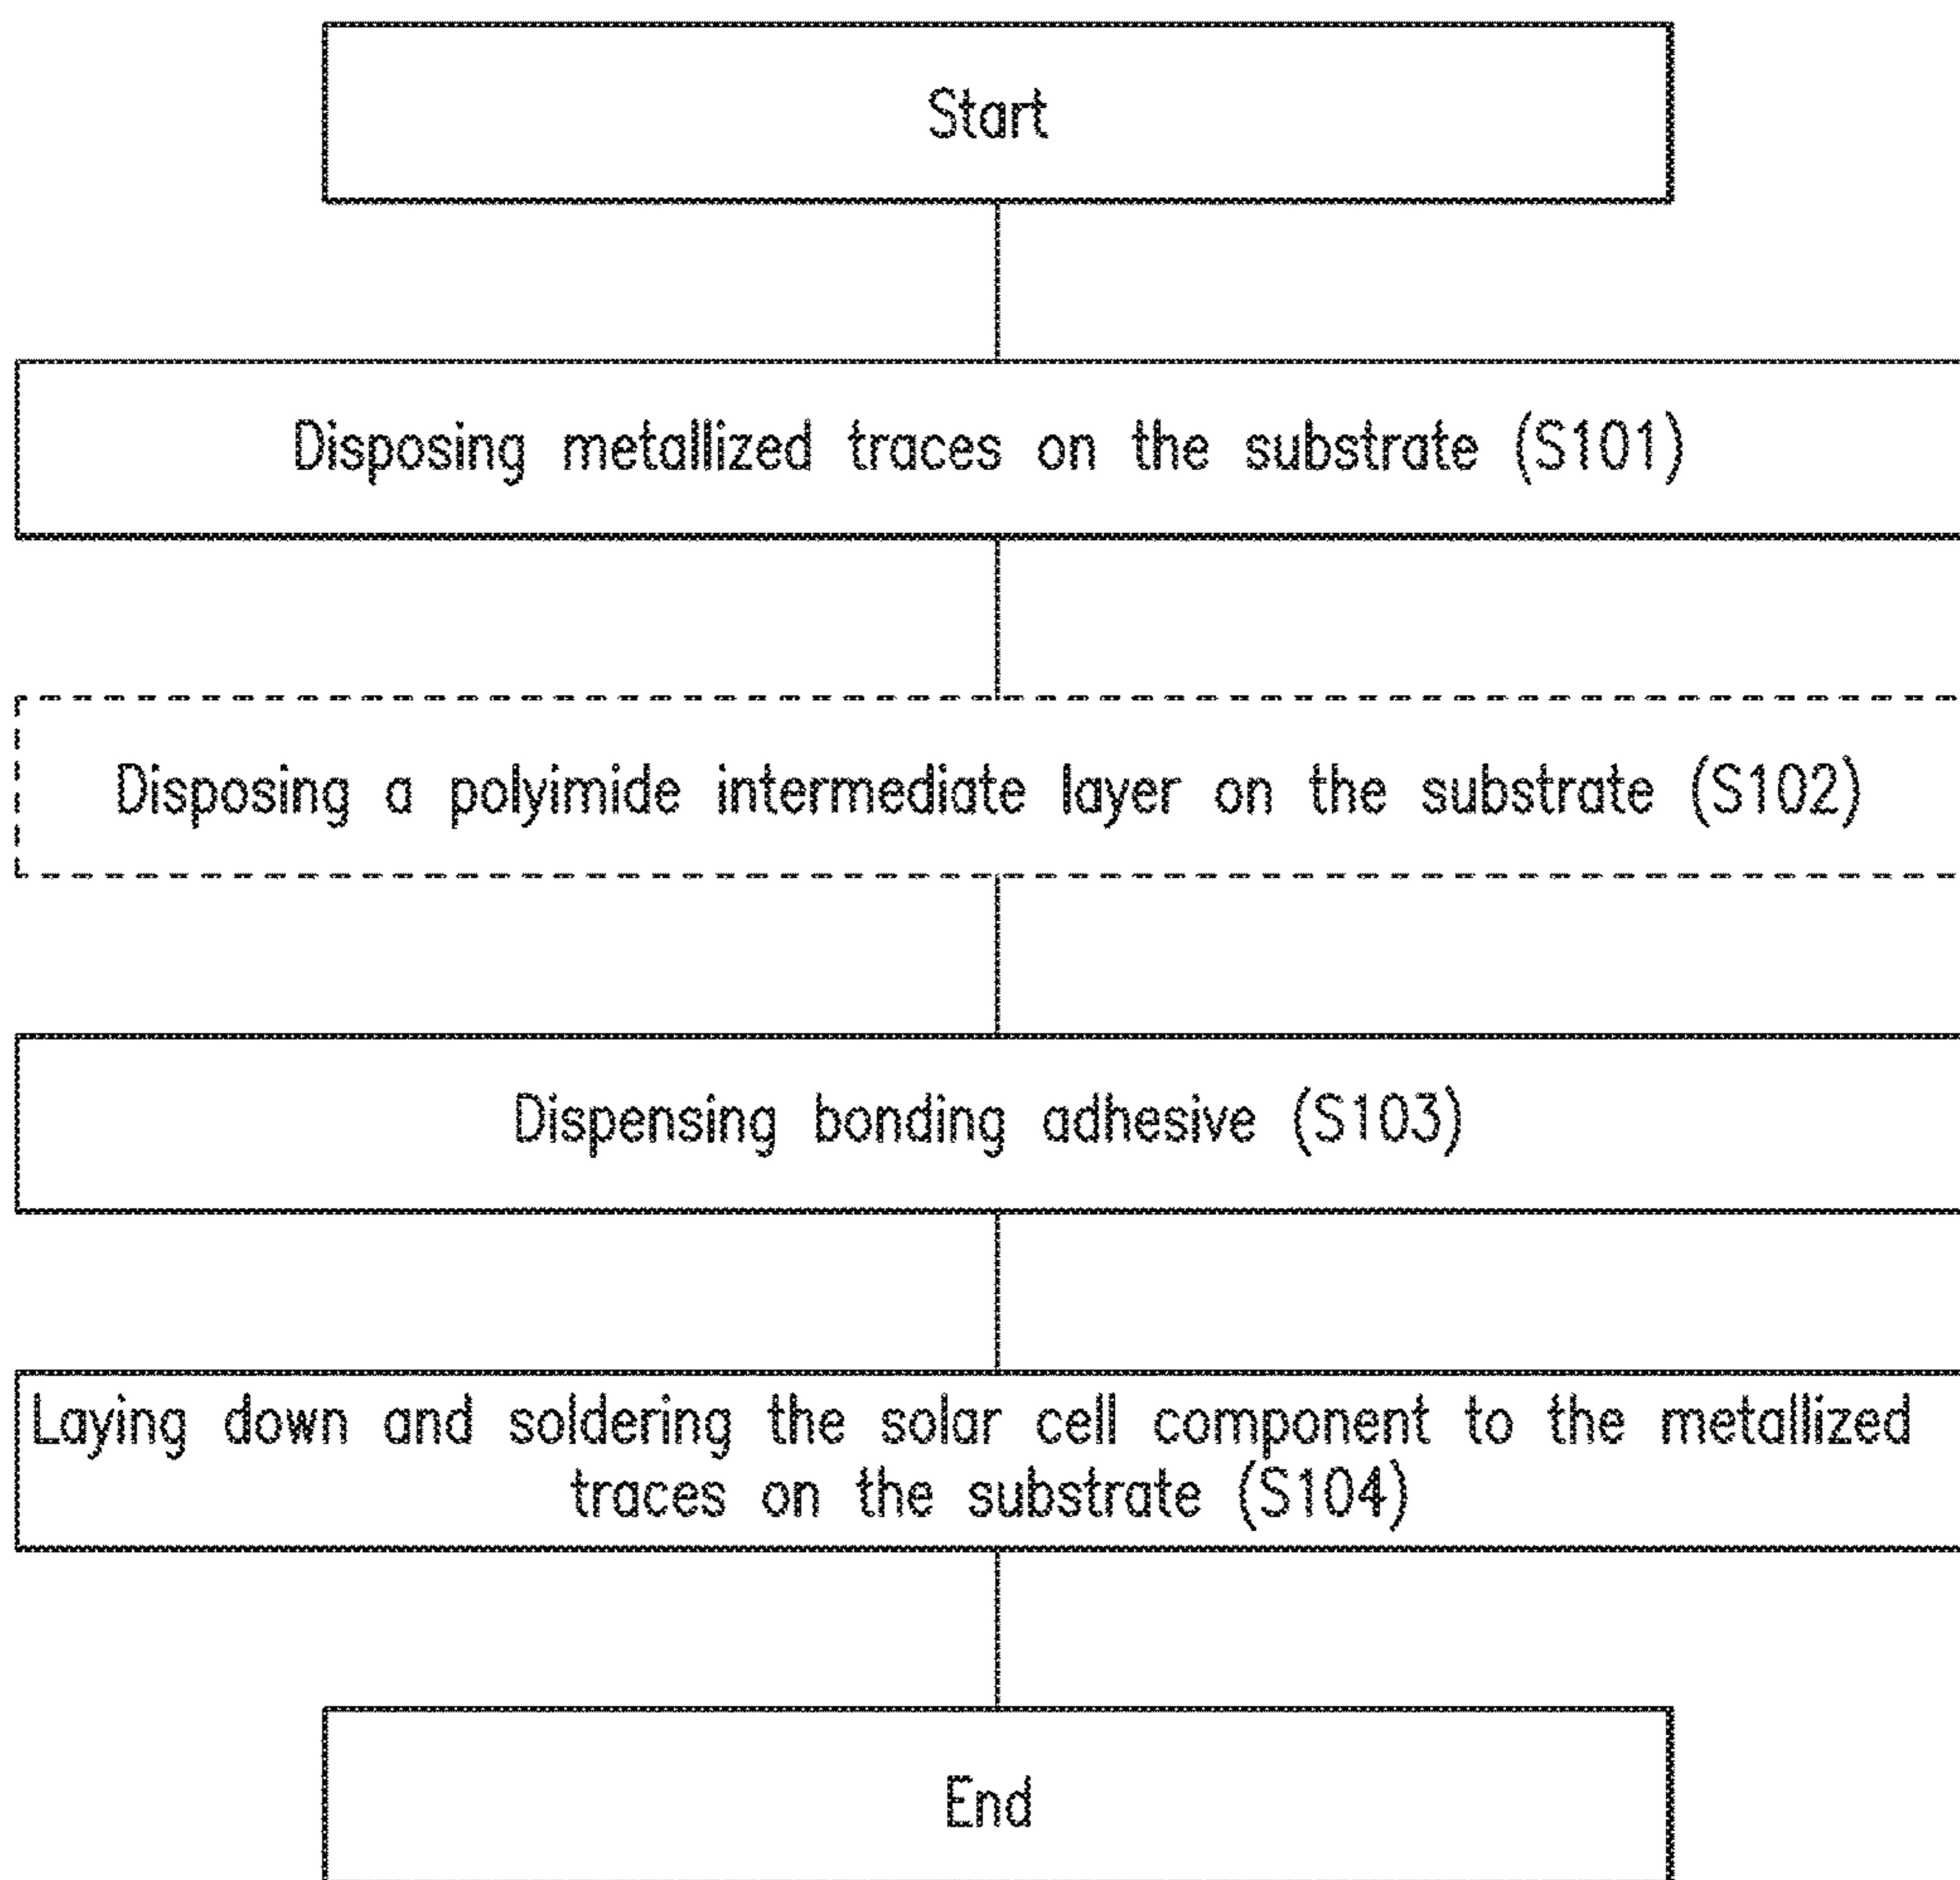 Start
Disposing metallized traces on the substrate (S101)
Disposing a polyimide intermediate layer on the substrate (S102)
Dispensing bonding adhesive (S103)
Laying down and soldering the solar cell component to the metallized
traces on the substrate (S104)
End